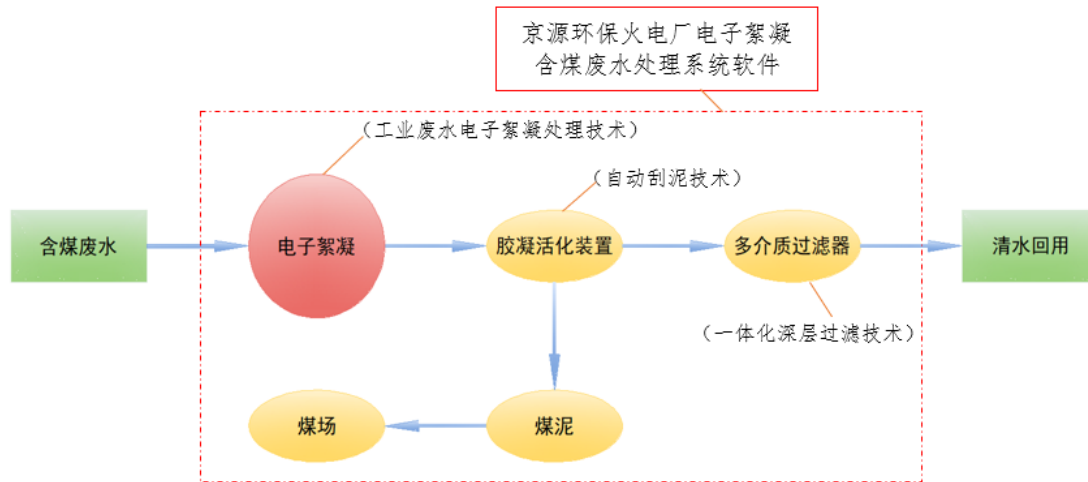 京源环保火电厂电子絮凝
含煤废水处理系统软件
（工业废水电子絮凝处理技术）
（自动刮泥技术）
含煤废水
电子絮凝
胶凝活化装置
多介质过滤器
清水回用
（一体化深层过滤技术）
煤场
煤泥